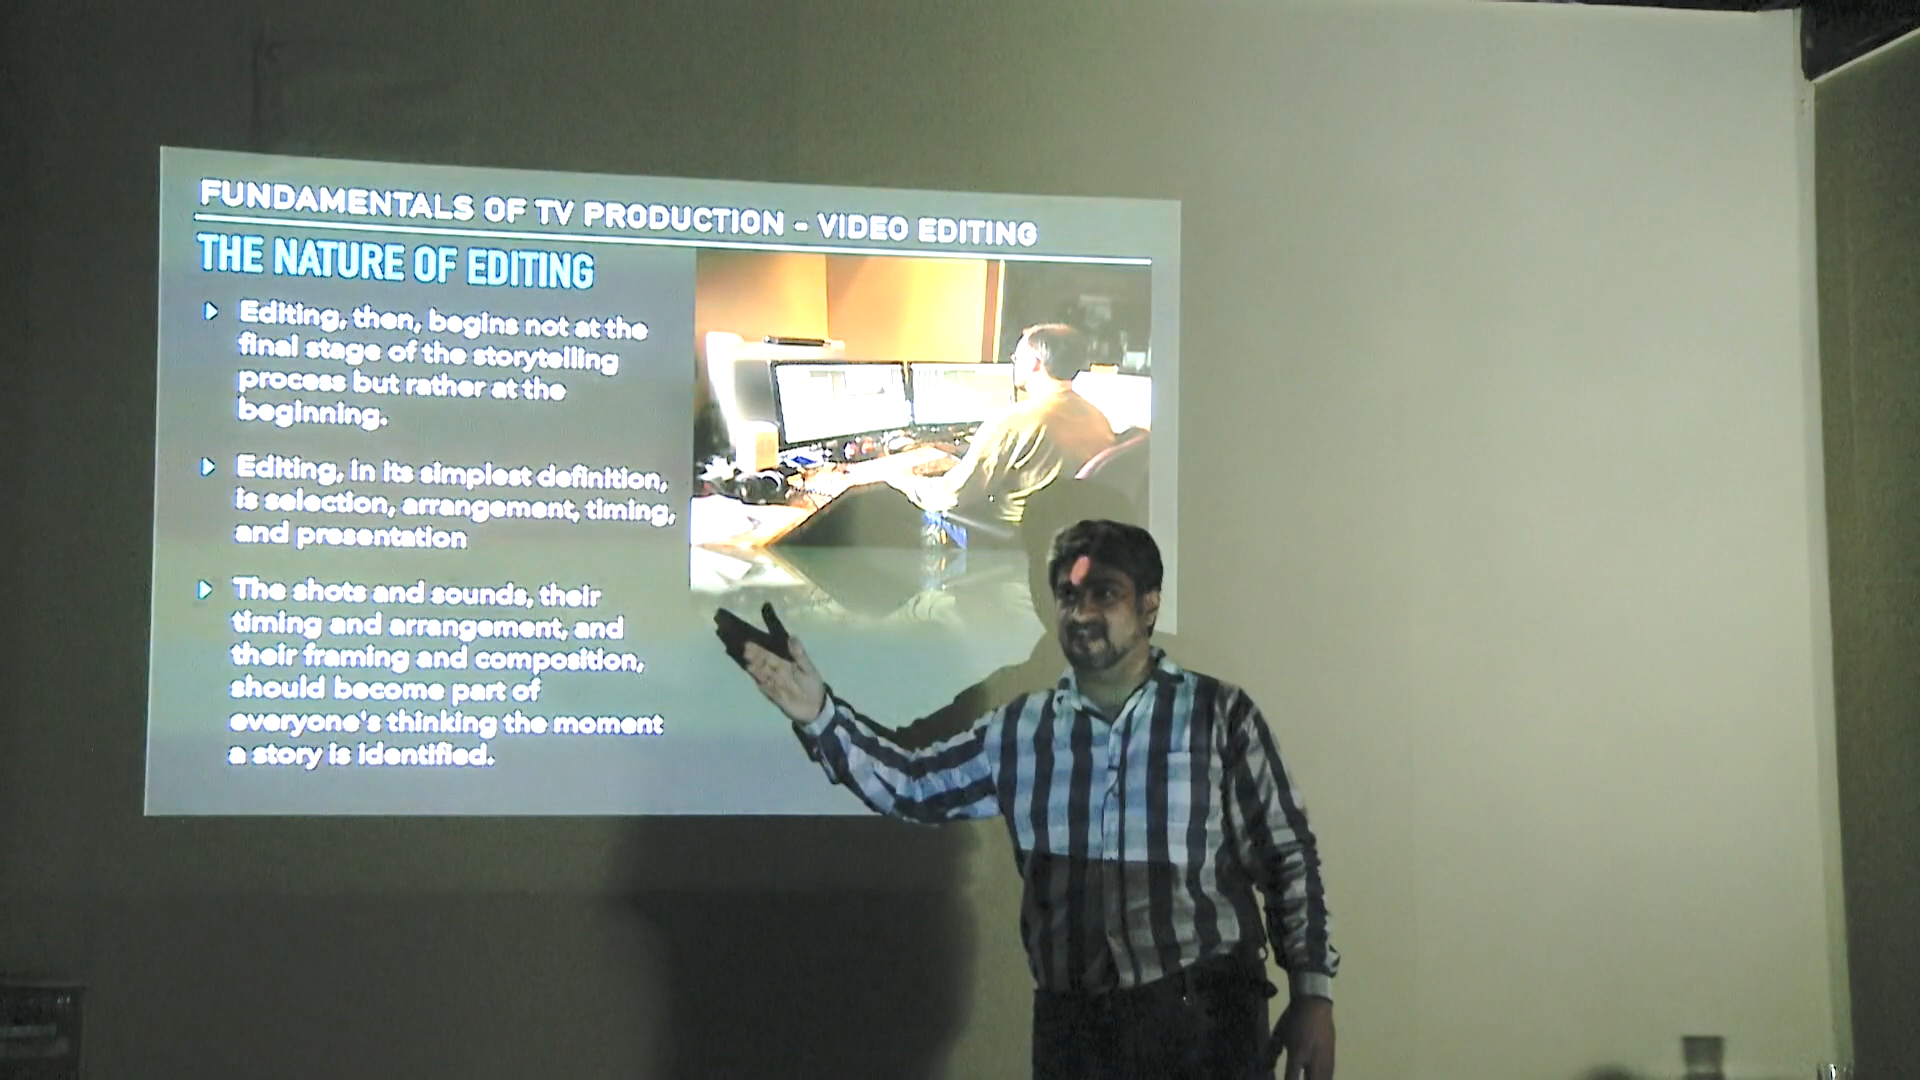 FUNDAMENTALS OF TV PRODUCTION - VIDEO EDITING
THE NATURE OF EDITING
Editing, then, begins not at the
final stage of the storytelling
process but rather at the
beginning.
Editing, in its simplest definition,
is selection, arrangement, timing,
and presentation
The shots and sounds, their
timing and arrangement, and
their framing and composition,
should become part of
everyone's thinking the moment
a story is identified.